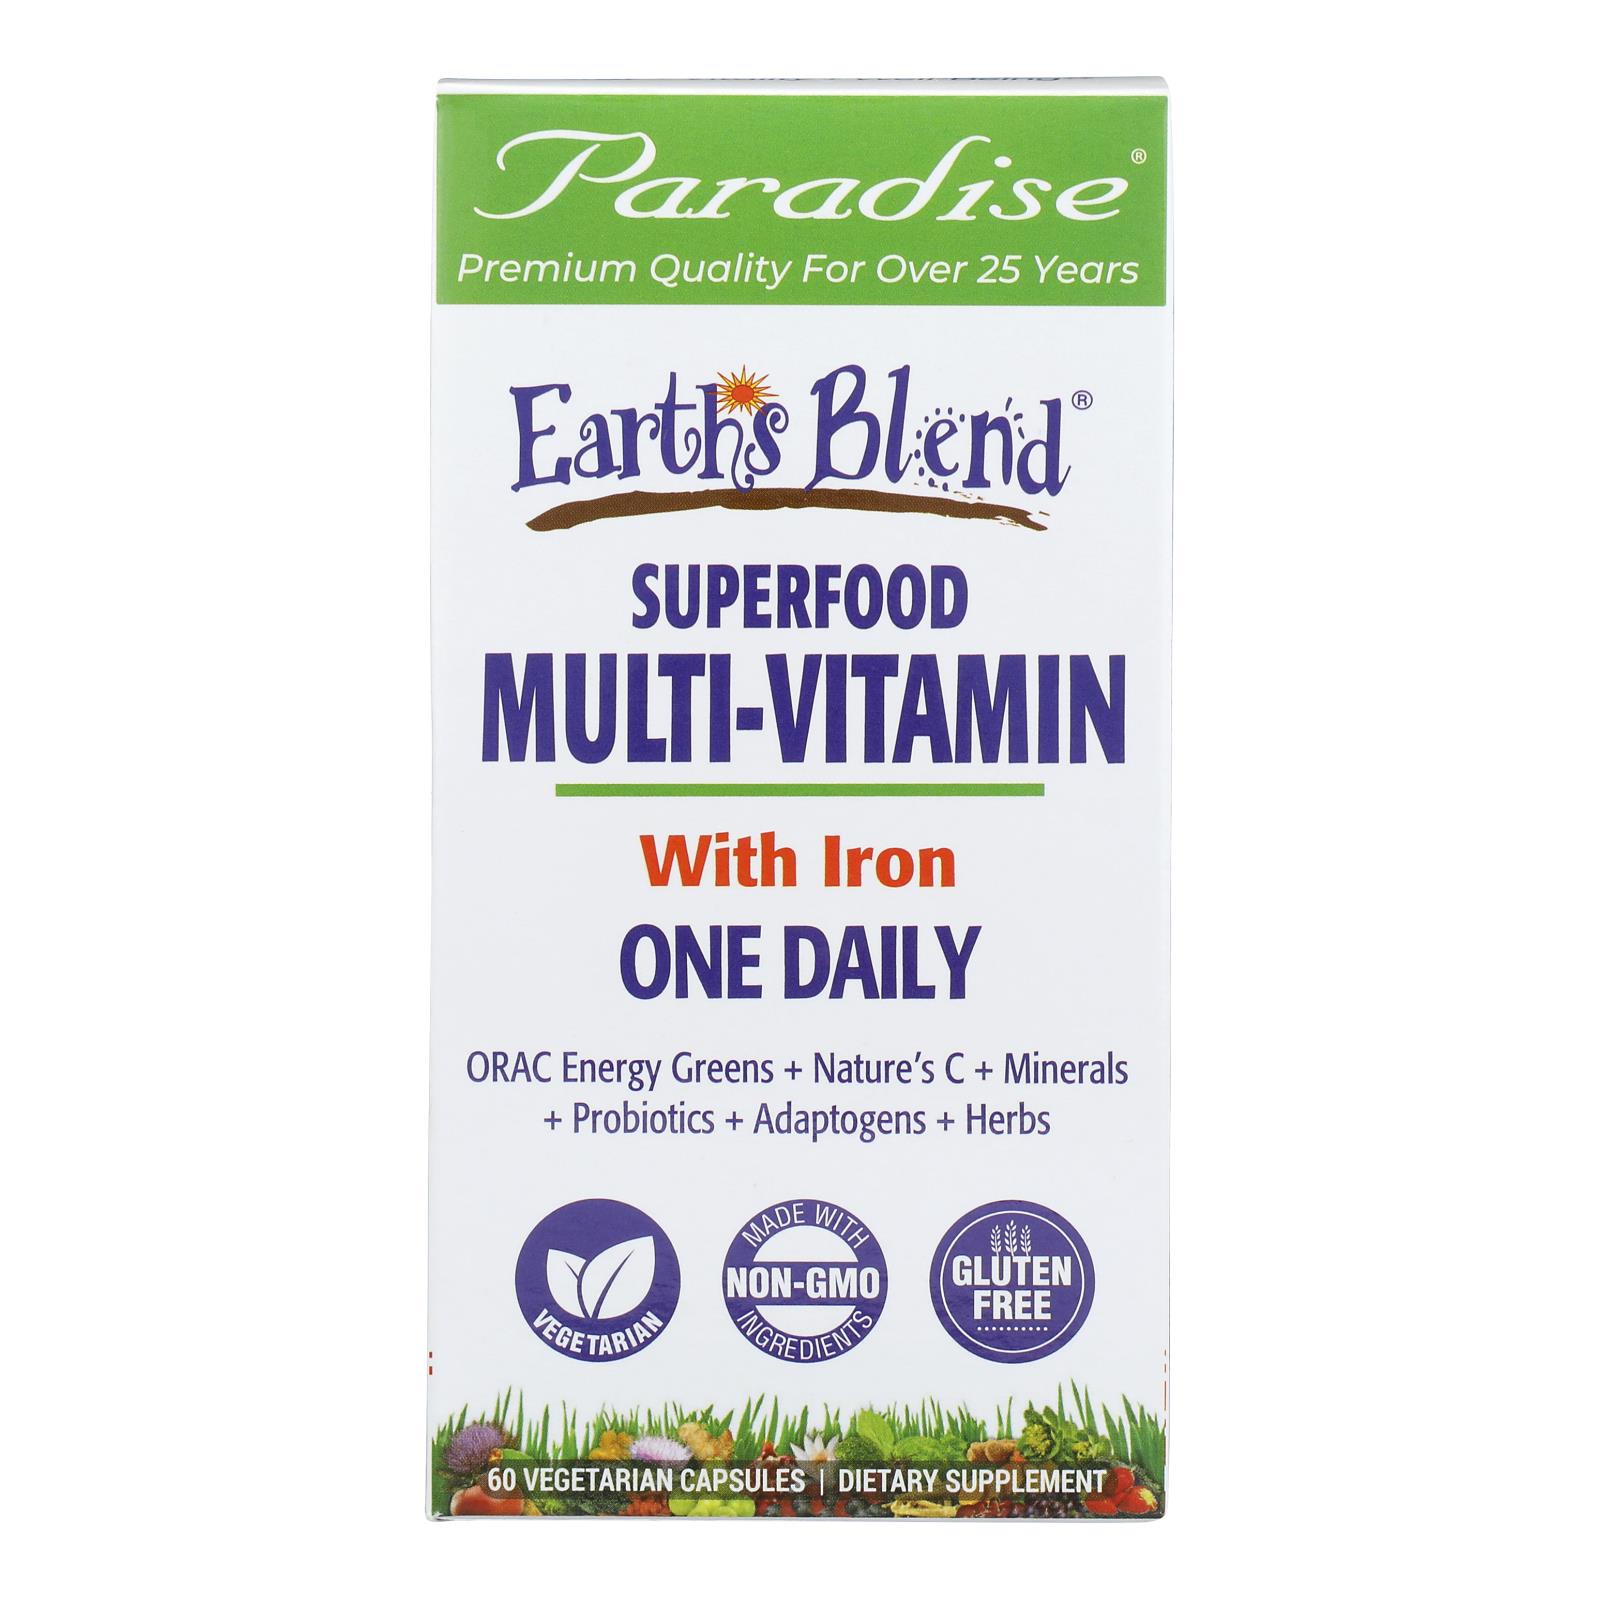 Paradise®
Premium Quality For Over 25 Years
Earth's Blend®
SUPERFOOD
MULTI-VITAMIN
With Iron
ONE DAILY
ORAC Energy Greens + Nature's C + Minerals
+ Probiotics + Adaptogens + Herbs
VEGETARIAN
MADE WITH
NON-GMO
INGREDIENTS
GLUTEN
FREE
60 VEGETARIAN CAPSULES | DIETARY SUPPLEMENT